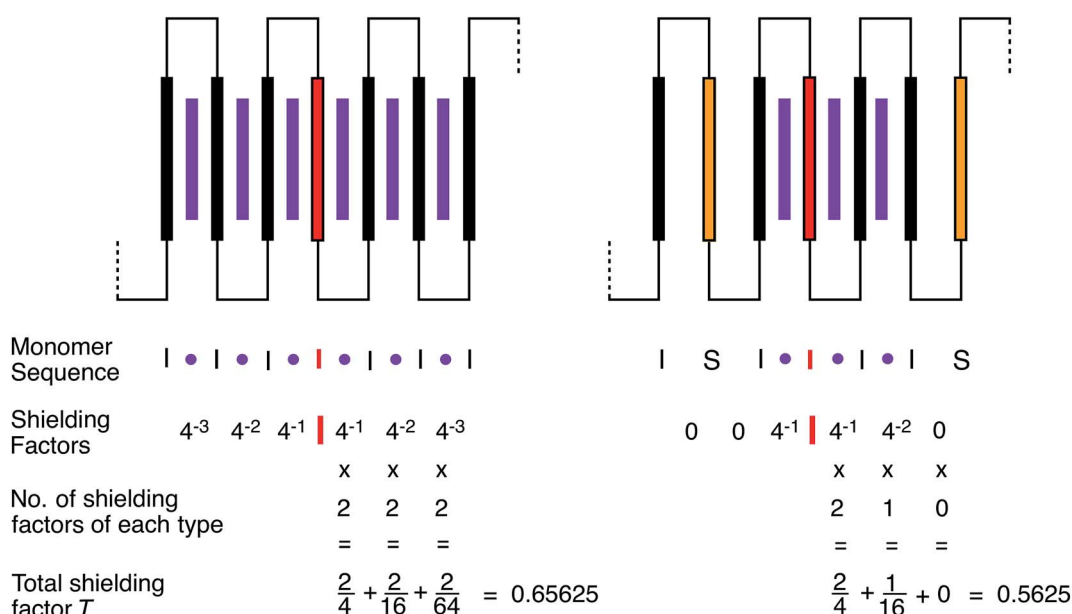 Monomer
Sequence
I • I • I • I • I • I • I
I S I • I • I • I S
Shielding
Factors
4⁻³ 4⁻² 4⁻¹ | 4⁻¹ 4⁻² 4⁻³
0 0 4⁻¹ | 4⁻¹ 4⁻² 0
x x x
x x x
No. of shielding
factors of each type
2 2 2
2 1 0
= = =
= = =
Total shielding
factor T
2/4 + 2/16 + 2/64 = 0.65625
2/4 + 1/16 + 0 = 0.5625